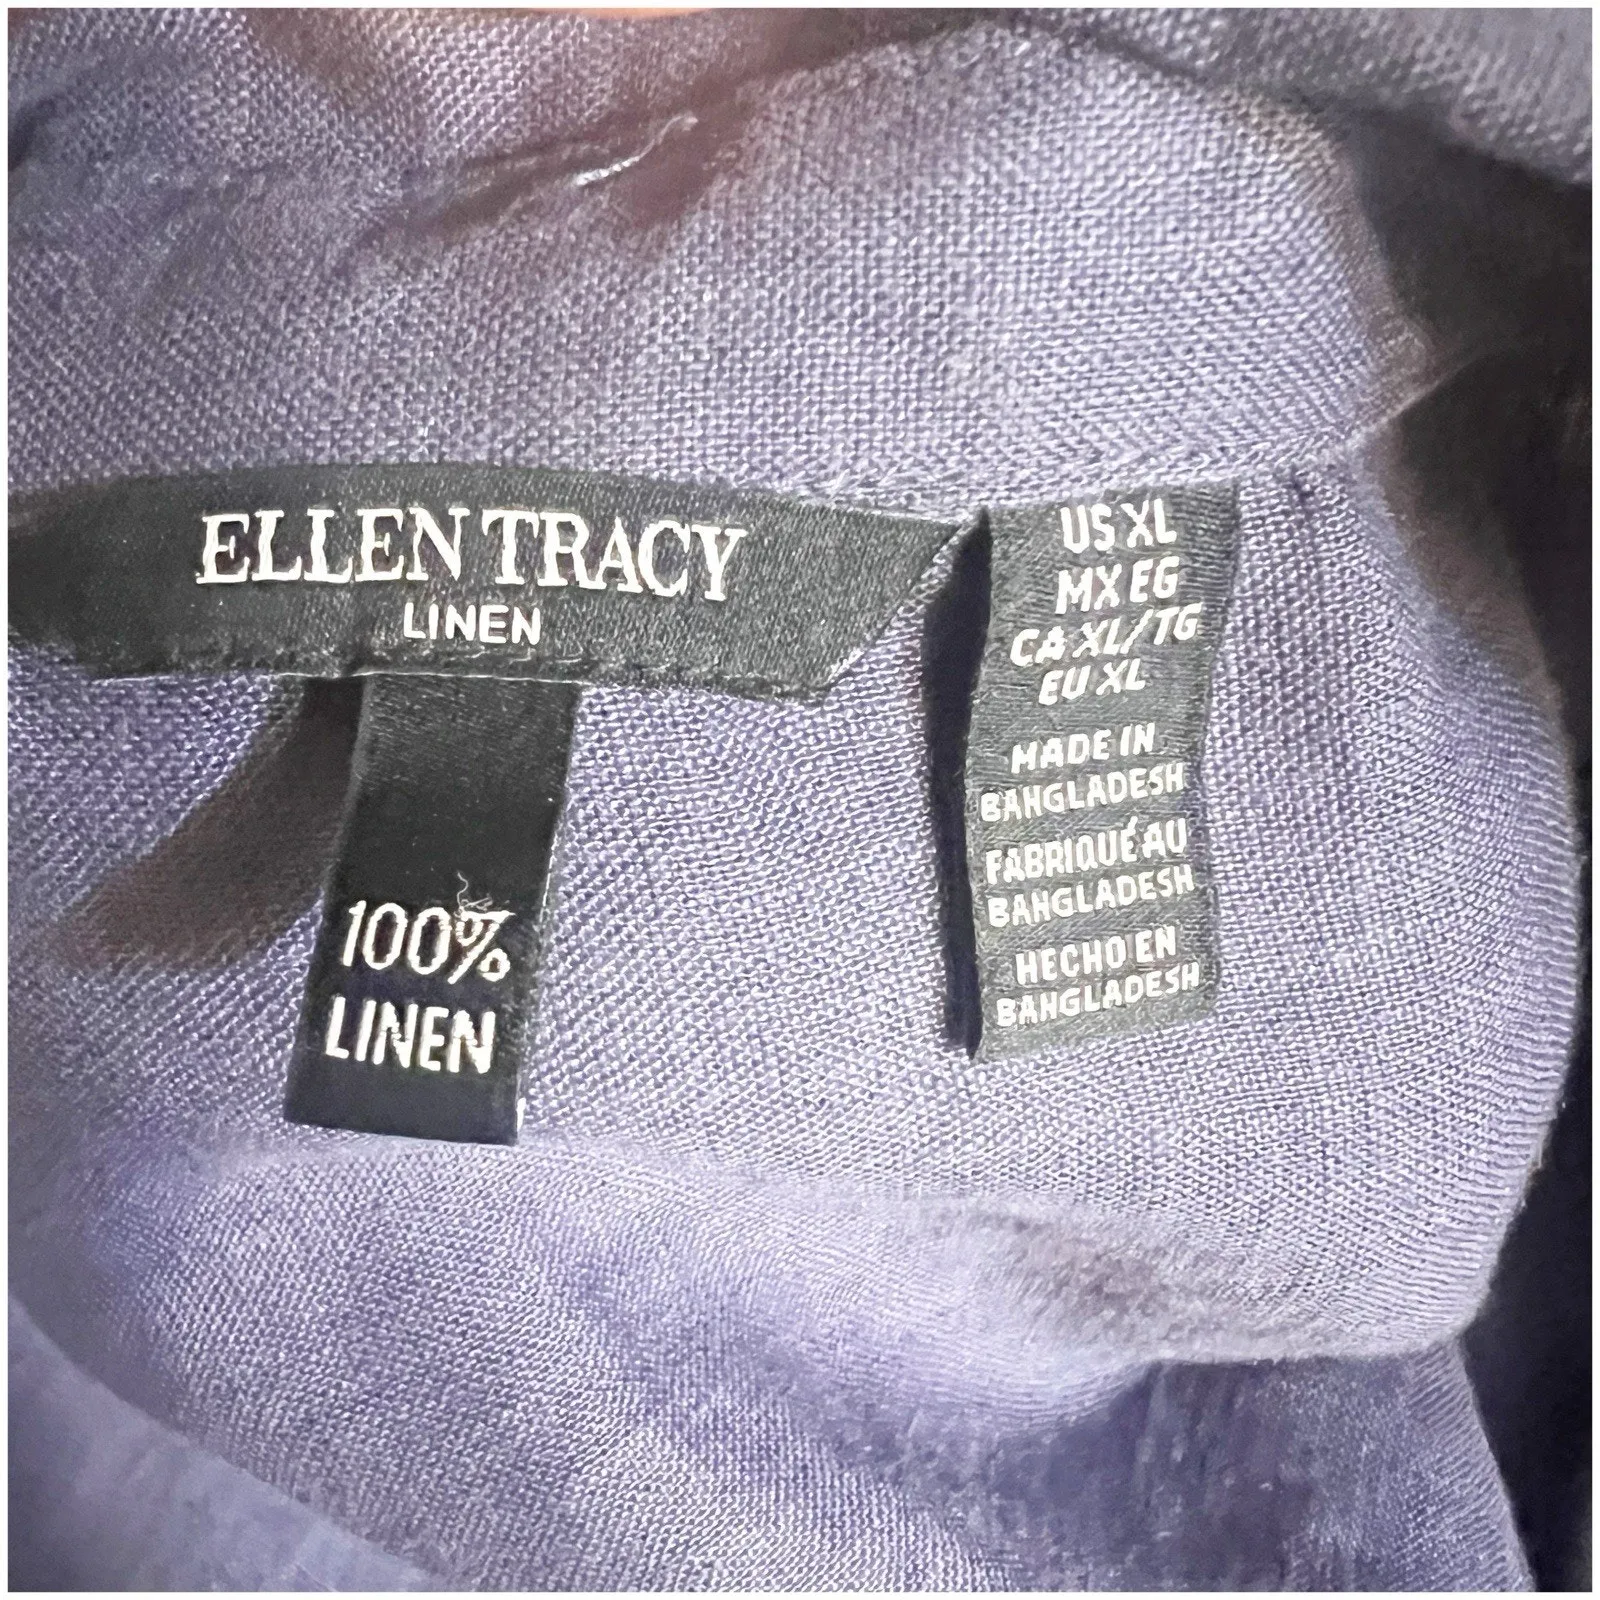 ELLEN TRACY
LINEN
100%
LINEN
US XL
MX EG
CA XL/TG
EU XL
MADE IN
BANGLADESH
FABRIQUÉ AU
BANGLADESH
HECHO EN
BANGLADESH